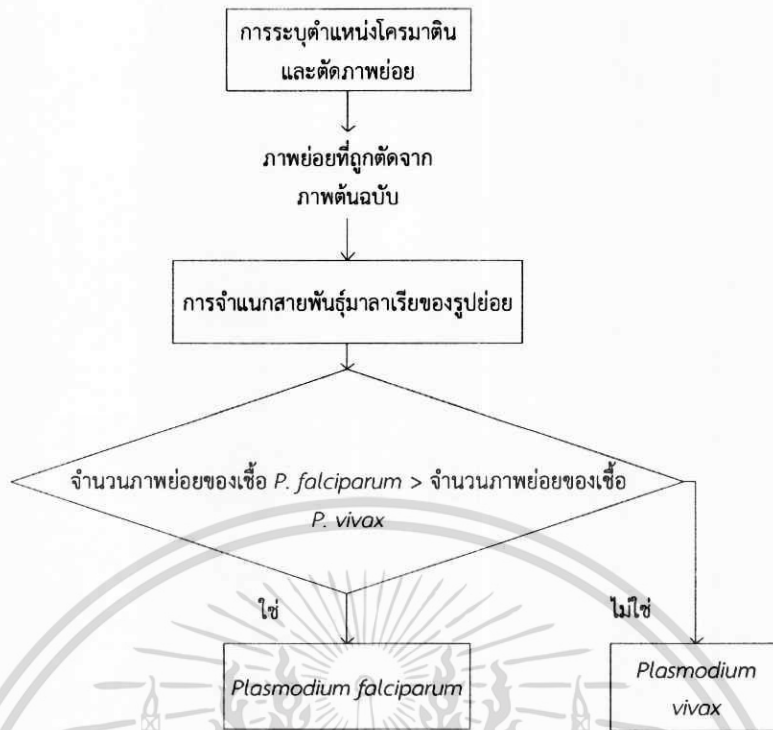 การระบุตำแหน่งโครมาติน
และตัดภาพย่อย
ภาพย่อยที่ถูกตัดจาก
ภาพต้นฉบับ
การจำแนกสายพันธุ์มาลาเรียของรูปย่อย
จำนวนภาพย่อยของเชื้อ P. falciparum > จำนวนภาพย่อยของเชื้อ
P. vivax
ใช่
ไม่ใช่
Plasmodium falciparum
Plasmodium
vivax